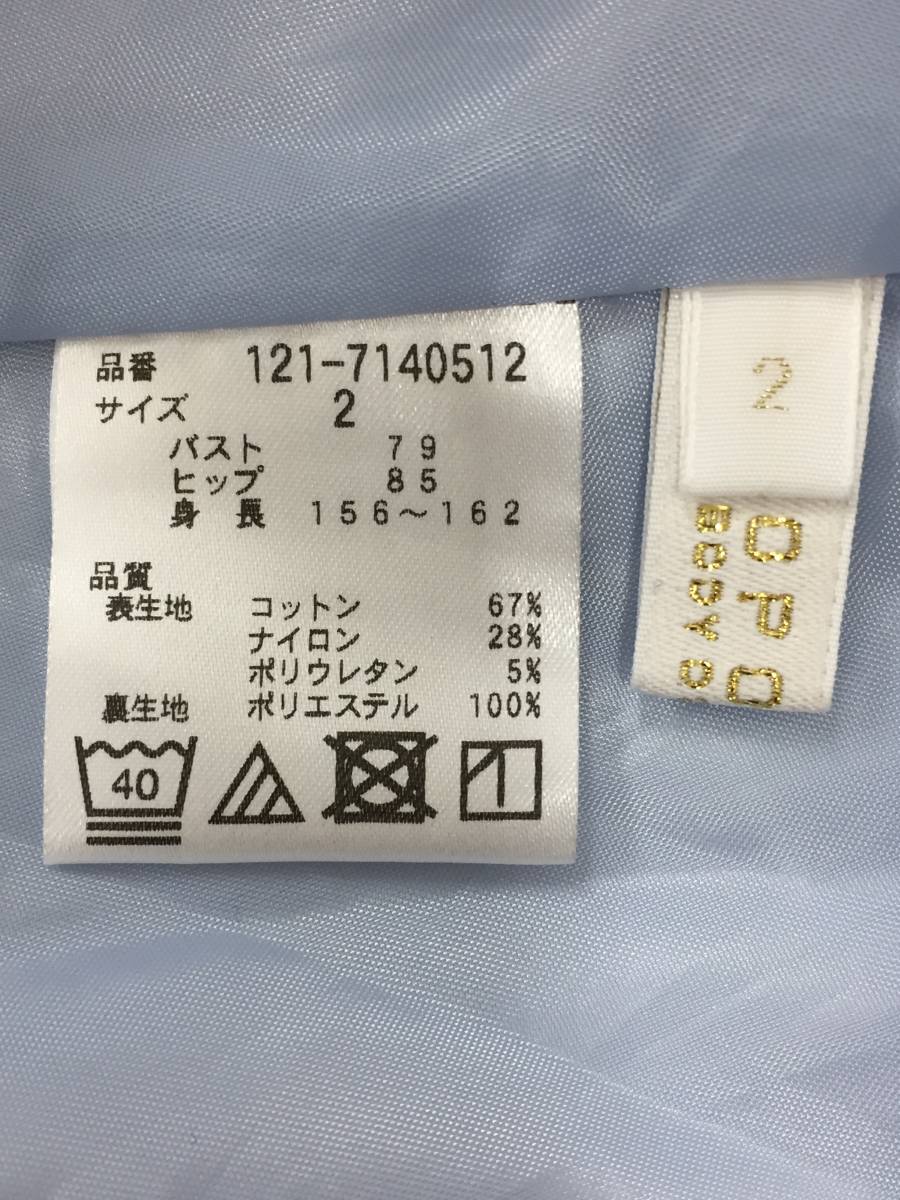 品番 121-7140512
サイズ 2
バスト 79
ヒップ 85
身長 156～162
品質
表生地 コットン 67%
ナイロン 28%
ポリウレタン 5%
裏生地 ポリエステル 100%
40
2
OPO
BODY